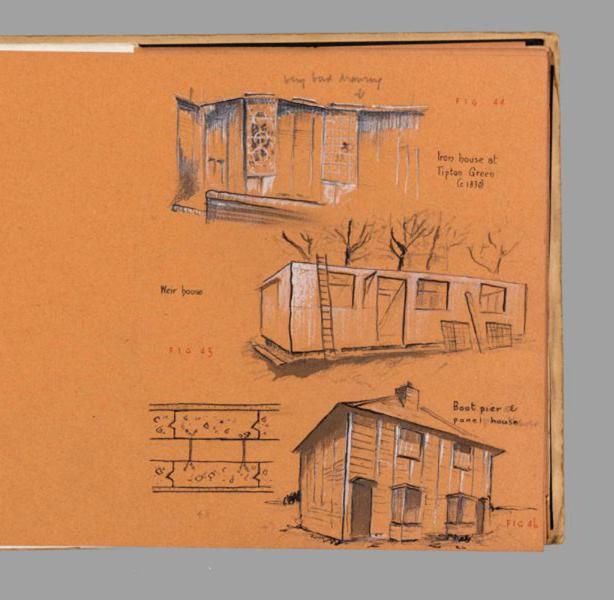 very bad drawing
FIG 44
Iron house at
Tipton Green
(c 1830)
Weir house
FIG 45
Boot pier &
panel house
FIG 46